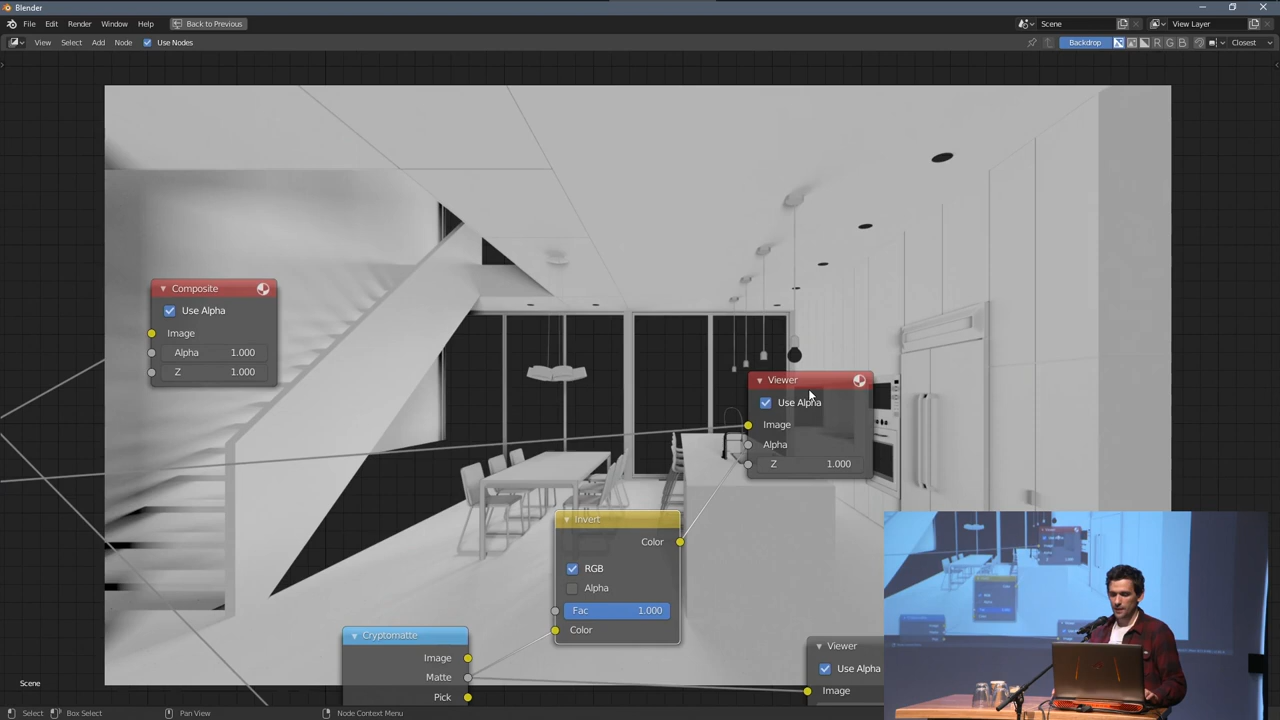 Blender
File Edit Render Window Help Back to Previous Scene View Layer
View Select Add Node Use Nodes Backdrop R G B Closest
Composite
Use Alpha
Image
Alpha 1.000
Z 1.000
Viewer
Use Alpha
Image
Alpha
Z 1.000
Invert
Color
RGB
Alpha
Fac 1.000
Color
Cryptomatte
Image
Matte
Pick
Viewer
Use Alpha
Image
Scene
Select Box Select Pan View Node Context Menu